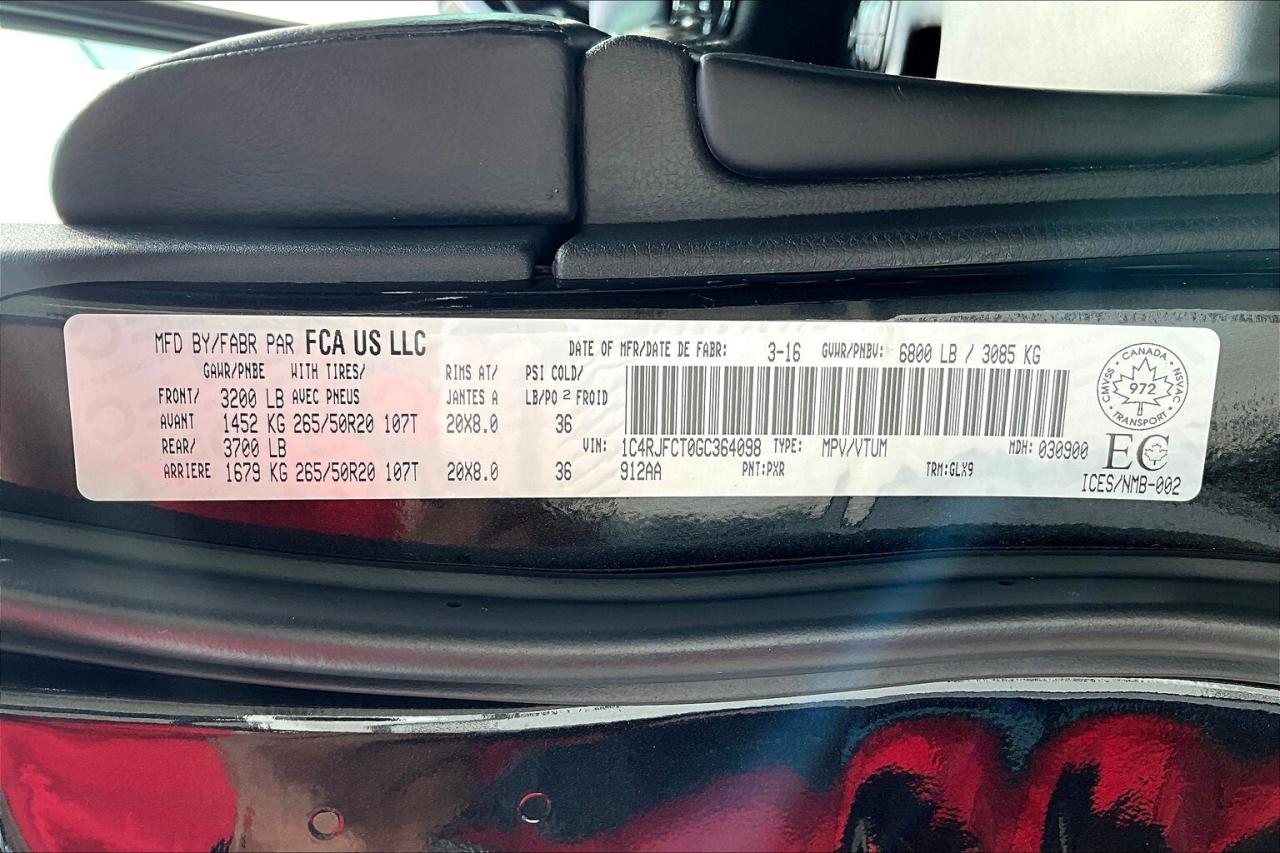 MFD BY/FABR PAR FCA US LLC DATE OF MFR/DATE DE FABR: 3-16 GVWR/PNBV: 6800 LB / 3085 KG
GAWR/PNBE WITH TIRES/ RIMS AT/ PSI COLD/
FRONT/ 3200 LB AVEC PNEUS JANTES A LB/PO 2 FROID
AVANT 1452 KG 265/50R20 107T 20X8.0 36
REAR/ 3700 LB VIN: 1C4RJFCT0GC364098 TYPE: MPV/VTUM MDH: 030900
ARRIERE 1679 KG 265/50R20 107T 20X8.0 36 912AA PNT:PXR TRM:GLX9
CANADA
CMVSS 972 NSVAC
TRANSPORT
EC
ICES/NMB-002